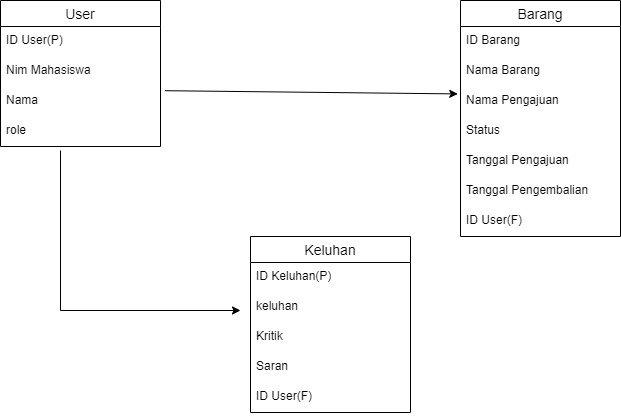 User
ID User(P)
Nim Mahasiswa
Nama
role
Barang
ID Barang
Nama Barang
Nama Pengajuan
Status
Tanggal Pengajuan
Tanggal Pengembalian
ID User(F)
Keluhan
ID Keluhan(P)
keluhan
Kritik
Saran
ID User(F)